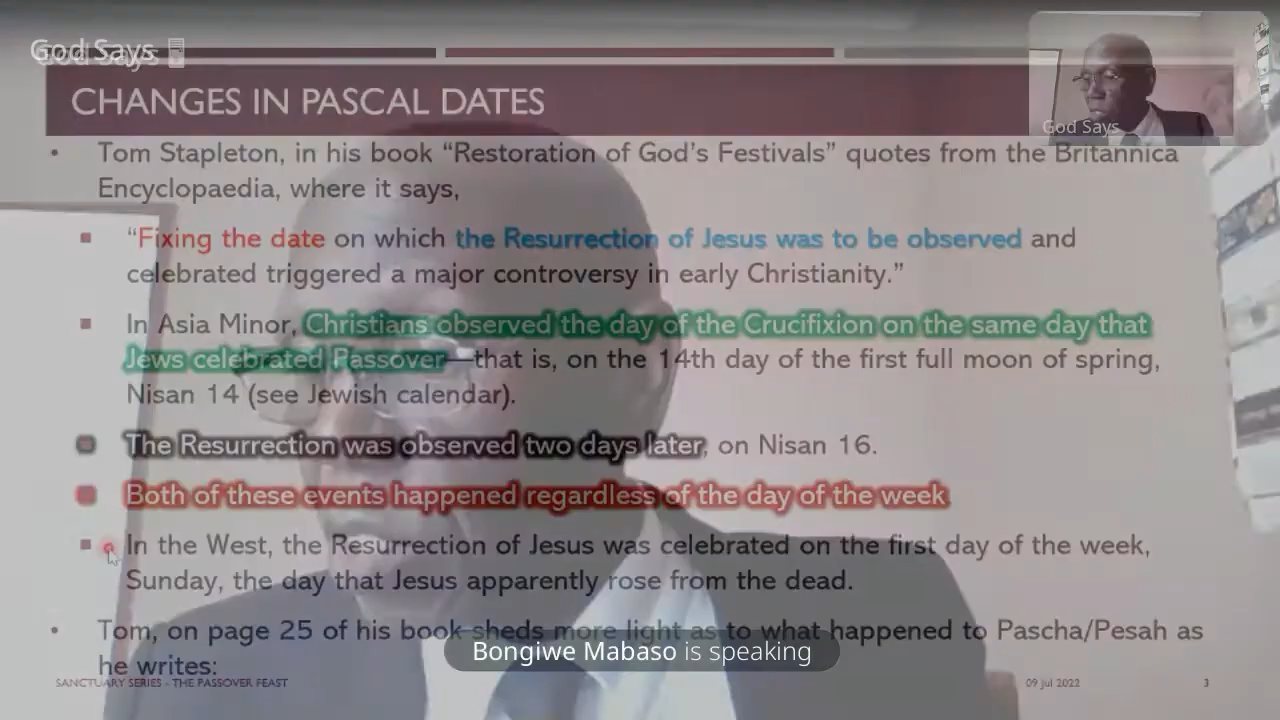 God Says
God Says
CHANGES IN PASCAL DATES
• Tom Stapleton, in his book “Restoration of God’s Festivals” quotes from the Britannica
Encyclopaedia, where it says,
“Fixing the date on which the Resurrection of Jesus was to be observed and
celebrated triggered a major controversy in early Christianity.”
In Asia Minor, Christians observed the day of the Crucifixion on the same day that
Jews celebrated Passover—that is, on the 14th day of the first full moon of spring,
Nisan 14 (see Jewish calendar).
The Resurrection was observed two days later, on Nisan 16.
Both of these events happened regardless of the day of the week
In the West, the Resurrection of Jesus was celebrated on the first day of the week,
Sunday, the day that Jesus apparently rose from the dead.
• Tom, on page 25 of his book sheds more light as to what happened to Pascha/Pesah as
he writes:
Bongiwe Mabaso is speaking
SANCTUARY SERIES - THE PASSOVER FEAST
09 Jul 2022
3